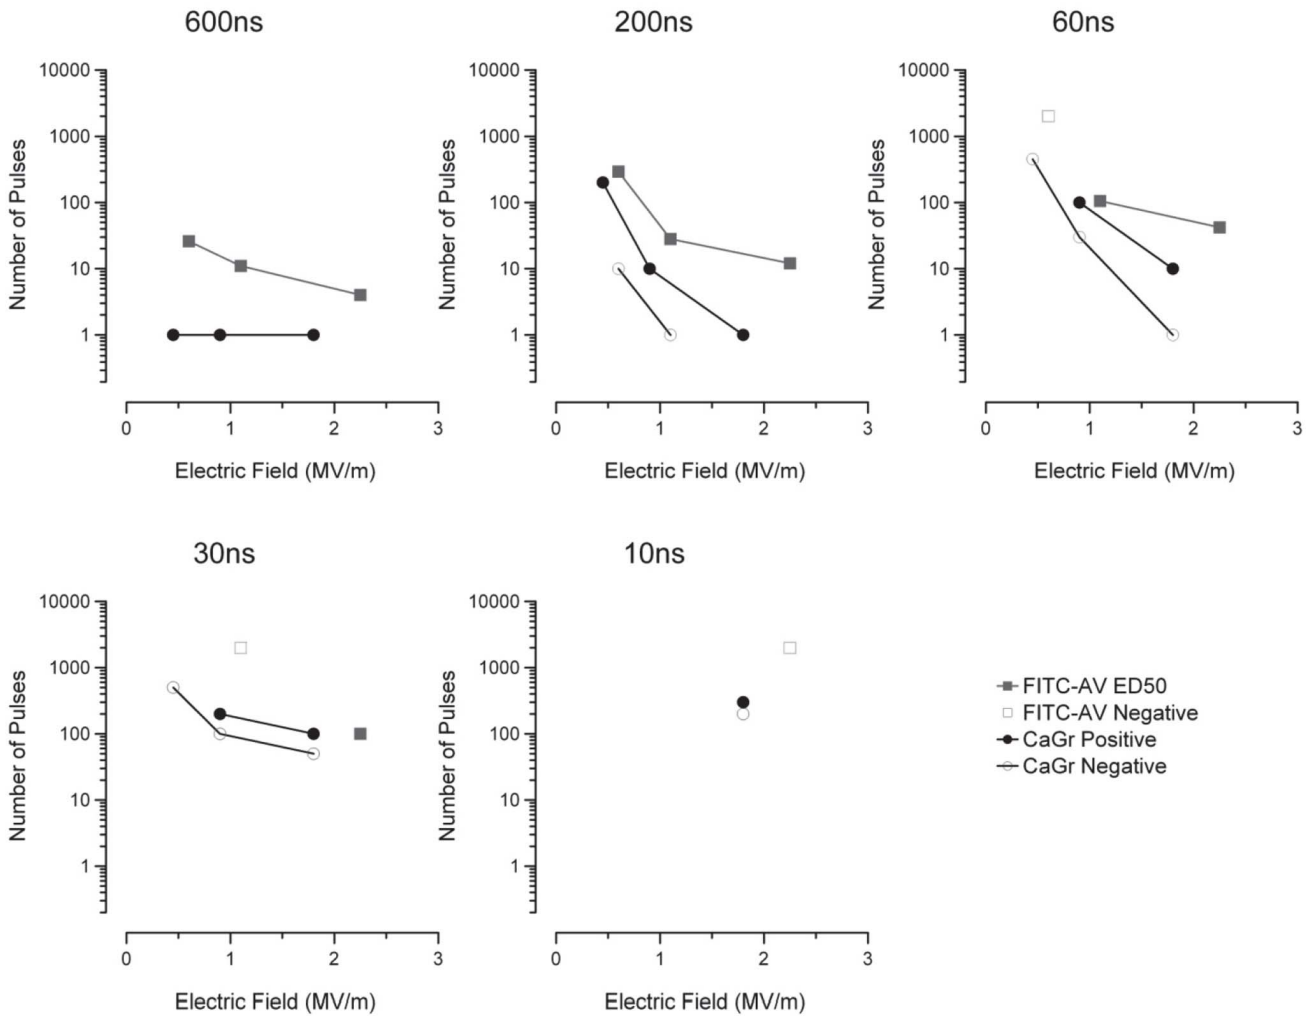 600ns
200ns
60ns
10000
1000
100
10
1
Number of Pulses
0 1 2 3
Electric Field (MV/m)
10000
1000
100
10
1
Number of Pulses
0 1 2 3
Electric Field (MV/m)
10000
1000
100
10
1
Number of Pulses
0 1 2 3
Electric Field (MV/m)
30ns
10ns
10000
1000
100
10
1
Number of Pulses
0 1 2 3
Electric Field (MV/m)
10000
1000
100
10
1
Number of Pulses
0 1 2 3
Electric Field (MV/m)
FITC-AV ED50
FITC-AV Negative
CaGr Positive
CaGr Negative